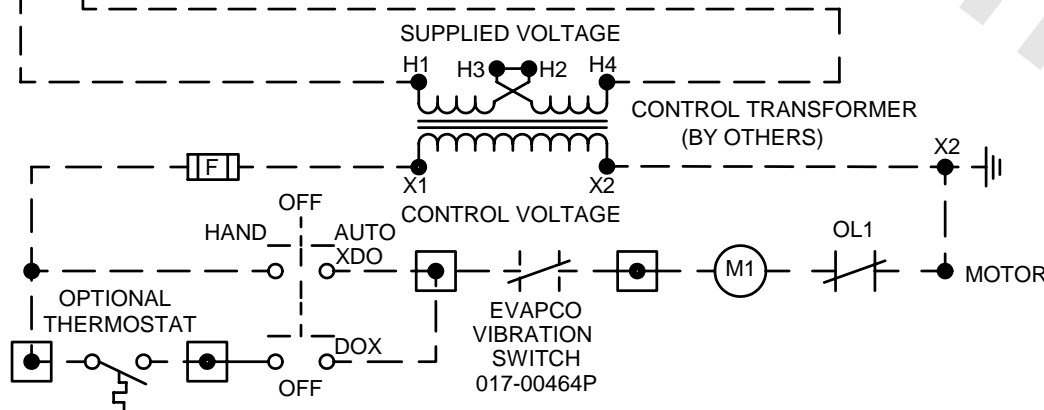 SUPPLIED VOLTAGE
H1 H3 H2 H4
CONTROL TRANSFORMER
(BY OTHERS)
F
X1 X2 X2
CONTROL VOLTAGE
OFF
HAND AUTO
XDO
OL1
M1
MOTOR
OPTIONAL
THERMOSTAT
EVAPCO
VIBRATION
SWITCH
017-00464P
DOX
OFF